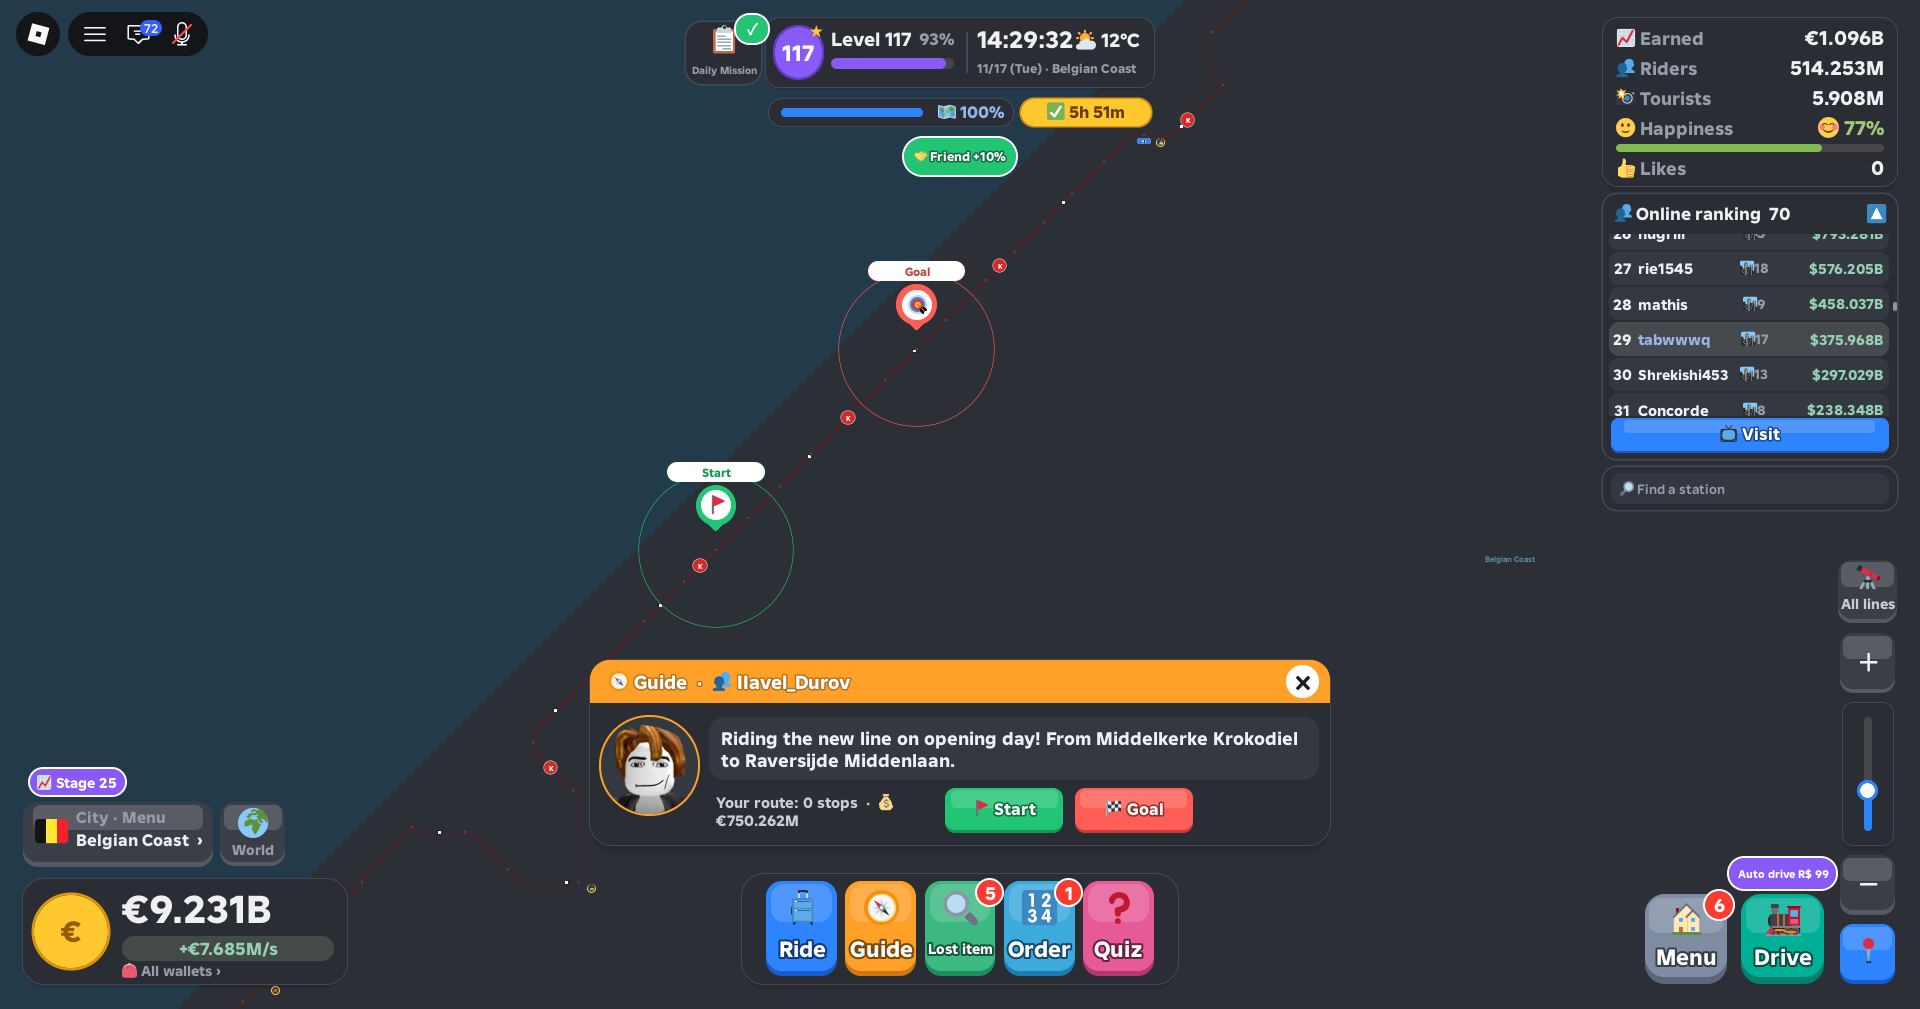 72
Daily Mission
117
Level 117 93%
14:29:32 12°C
11/17 (Tue) · Belgian Coast
100%
5h 51m
Friend +10%
Earned €1.096B
Riders 514.253M
Tourists 5.908M
Happiness 77%
Likes 0
Online ranking 70
27 rie1545 18 $576.205B
28 mathis 9 $458.037B
29 tabwwwq 17 $375.968B
30 Shrekishi453 13 $297.029B
31 Concorde 8 $238.348B
Visit
Find a station
Goal
Start
K
K
K
K
K
Belgian Coast
All lines
+
Guide · IIavel_Durov
Riding the new line on opening day! From Middelkerke Krokodiel
to Raversijde Middenlaan.
Your route: 0 stops ·
€750.262M
Start
Goal
Stage 25
City · Menu
Belgian Coast ›
World
€
€9.231B
+€7.685M/s
All wallets ›
Ride
Guide
5
Lost item
1
1 2
3 4
Order
?
Quiz
Auto drive R$ 99
6
Menu
Drive
−